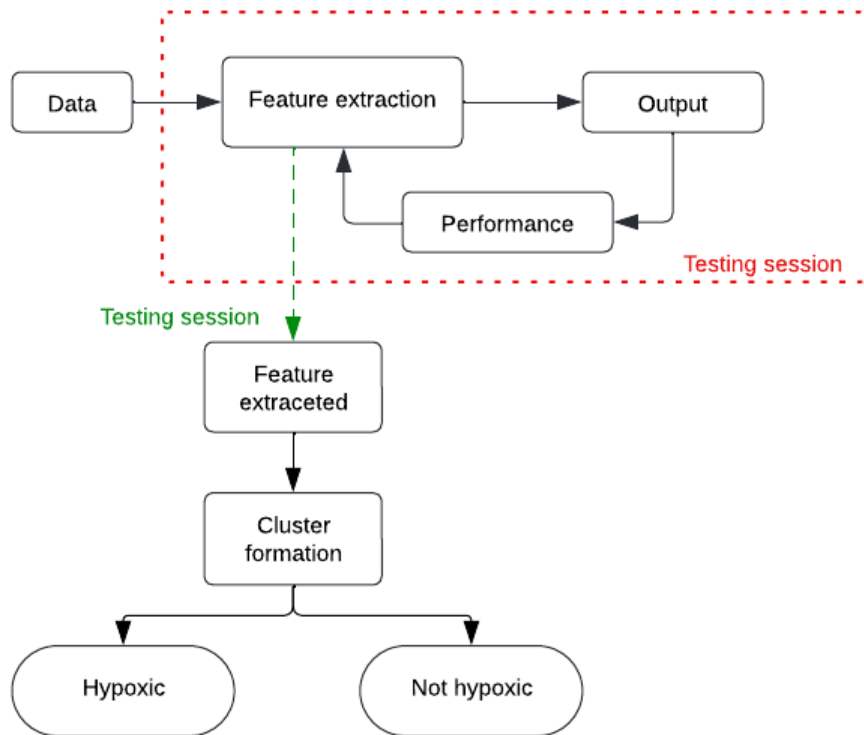 Data
Feature extraction
Output
Performance
Testing session
Testing session
Feature
extraceted
Cluster
formation
Hypoxic
Not hypoxic